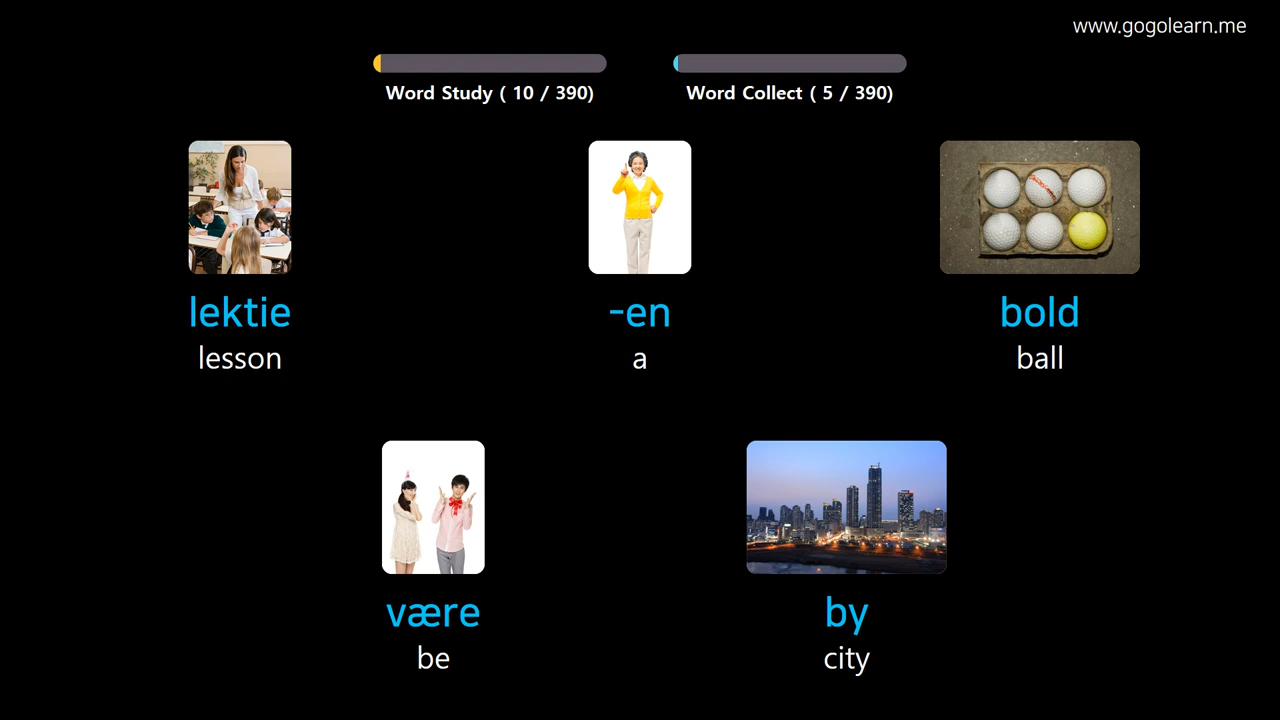 www.gogolearn.me
Word Study ( 10 / 390)
Word Collect ( 5 / 390)
lektie
lesson
-en
a
bold
ball
være
be
by
city